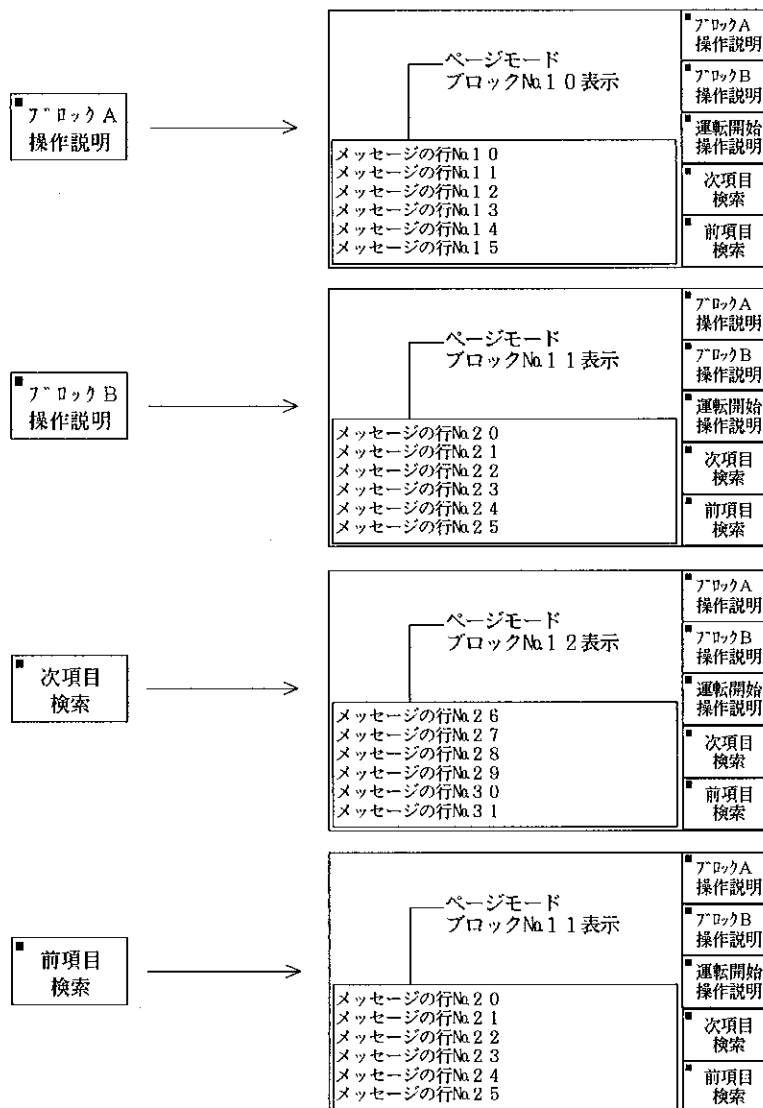 ブロックA
操作説明
ページモード
ブロックNo.10表示
メッセージの行No.10
メッセージの行No.11
メッセージの行No.12
メッセージの行No.13
メッセージの行No.14
メッセージの行No.15
ブロックA
操作説明
ブロックB
操作説明
運転開始
操作説明
次項目
検索
前項目
検索
ブロックB
操作説明
ページモード
ブロックNo.11表示
メッセージの行No.20
メッセージの行No.21
メッセージの行No.22
メッセージの行No.23
メッセージの行No.24
メッセージの行No.25
ブロックA
操作説明
ブロックB
操作説明
運転開始
操作説明
次項目
検索
前項目
検索
次項目
検索
ページモード
ブロックNo.12表示
メッセージの行No.26
メッセージの行No.27
メッセージの行No.28
メッセージの行No.29
メッセージの行No.30
メッセージの行No.31
ブロックA
操作説明
ブロックB
操作説明
運転開始
操作説明
次項目
検索
前項目
検索
前項目
検索
ページモード
ブロックNo.11表示
メッセージの行No.20
メッセージの行No.21
メッセージの行No.22
メッセージの行No.23
メッセージの行No.24
メッセージの行No.25
ブロックA
操作説明
ブロックB
操作説明
運転開始
操作説明
次項目
検索
前項目
検索